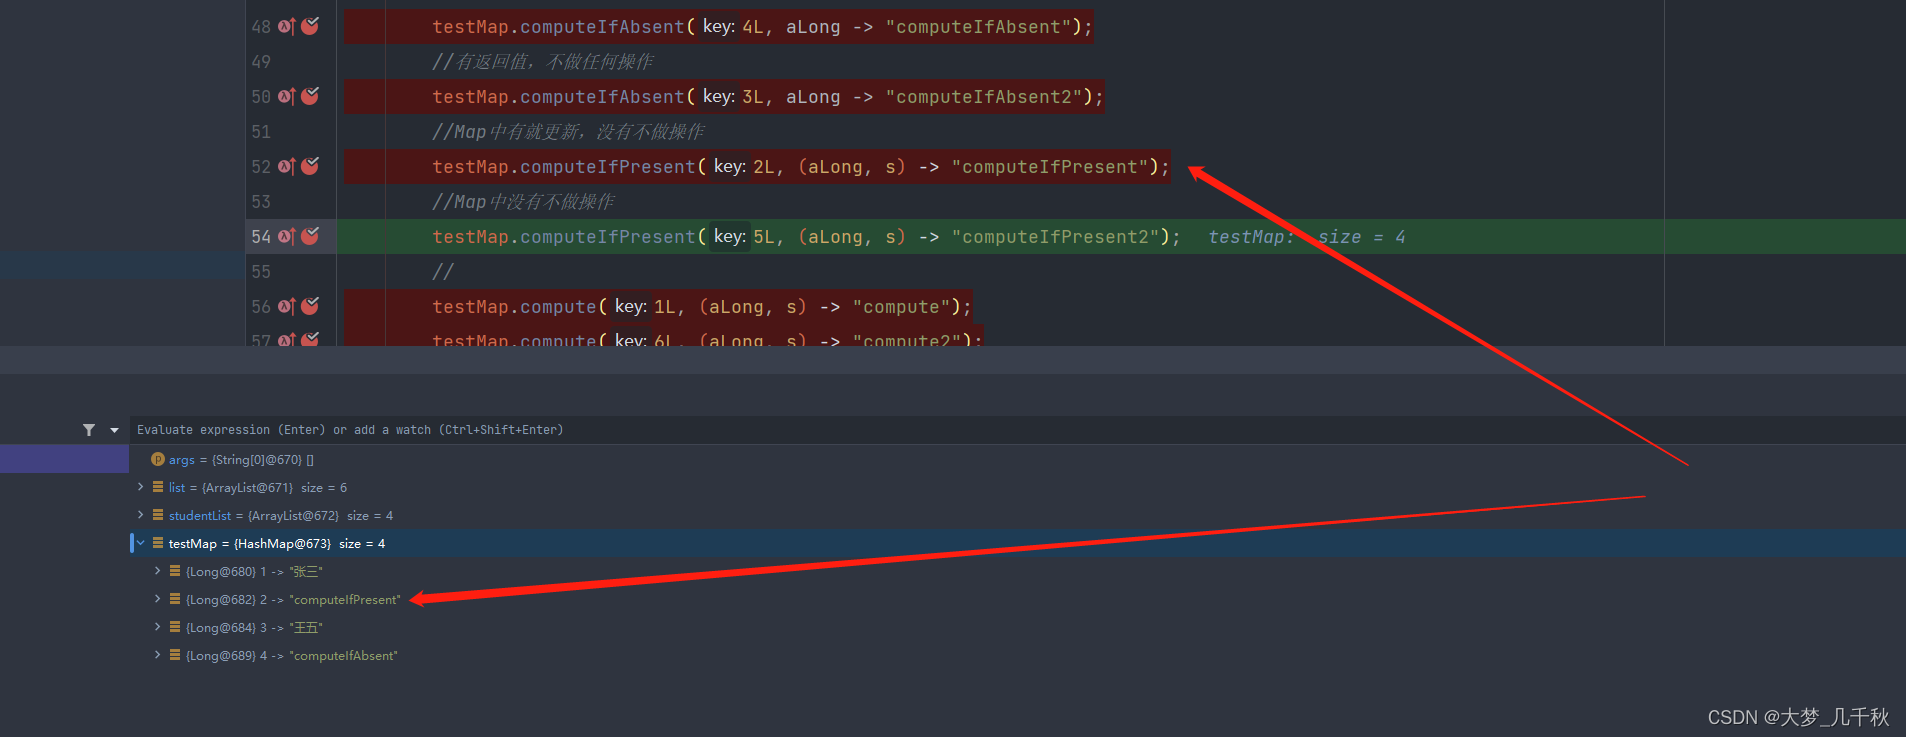 48 testMap.computeIfAbsent( key: 4L, aLong -> "computeIfAbsent");
49 //有返回值，不做任何操作
50 testMap.computeIfAbsent( key: 3L, aLong -> "computeIfAbsent2");
51 //Map中有就更新，没有不做操作
52 testMap.computeIfPresent( key: 2L, (aLong, s) -> "computeIfPresent");
53 //Map中没有不做操作
54 testMap.computeIfPresent( key: 5L, (aLong, s) -> "computeIfPresent2"); testMap: size = 4
55 //
56 testMap.compute( key: 1L, (aLong, s) -> "compute");
57 testMap.compute( key: 6L, (aLong, s) -> "compute2");
Evaluate expression (Enter) or add a watch (Ctrl+Shift+Enter)
p args = {String[0]@670} []
list = {ArrayList@671} size = 6
studentList = {ArrayList@672} size = 4
testMap = {HashMap@673} size = 4
{Long@680} 1 -> "张三"
{Long@682} 2 -> "computeIfPresent"
{Long@684} 3 -> "王五"
{Long@689} 4 -> "computeIfAbsent"
CSDN @大梦_几千秋